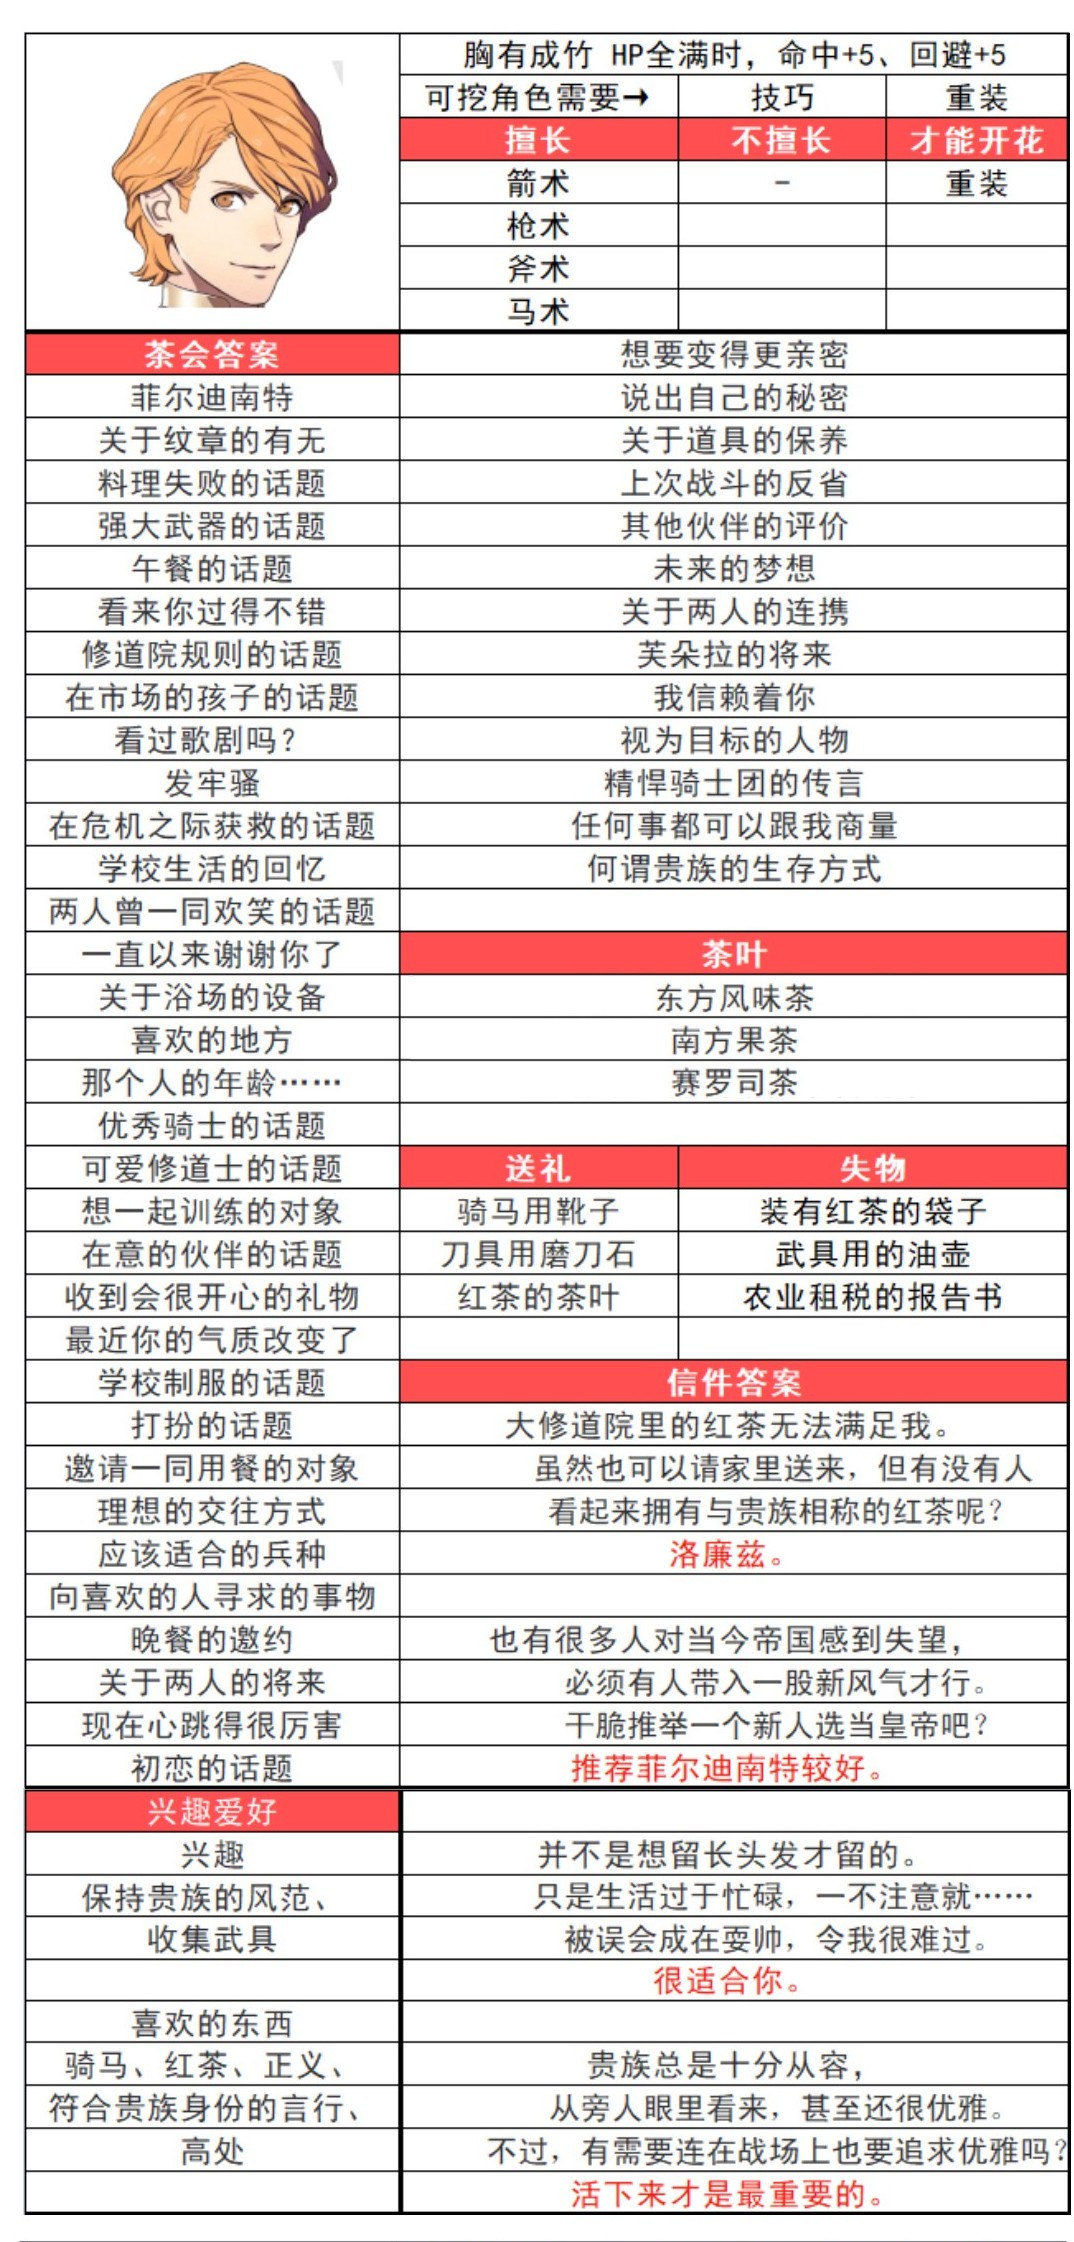 胸有成竹 HP全满时，命中+5、回避+5
可挖角色需要→ 技巧 重装
擅长 不擅长 才能开花
箭术 - 重装
枪术
斧术
马术
茶会答案 想要变得更亲密
菲尔迪南特 说出自己的秘密
关于纹章的有无 关于道具的保养
料理失败的话题 上次战斗的反省
强大武器的话题 其他伙伴的评价
午餐的话题 未来的梦想
看来你过得不错 关于两人的连携
修道院规则的话题 芙朵拉的将来
在市场的孩子的话题 我信赖着你
看过歌剧吗？ 视为目标的人物
发牢骚 精悍骑士团的传言
在危机之际获救的话题 任何事都可以跟我商量
学校生活的回忆 何谓贵族的生存方式
两人曾一同欢笑的话题
一直以来谢谢你了 茶叶
关于浴场的设备 东方风味茶
喜欢的地方 南方果茶
那个人的年龄…… 赛罗司茶
优秀骑士的话题
可爱修道士的话题 送礼 失物
想一起训练的对象 骑马用靴子 装有红茶的袋子
在意的伙伴的话题 刀具用磨刀石 武具用的油壶
收到会很开心的礼物 红茶的茶叶 农业租税的报告书
最近你的气质改变了
学校制服的话题 信件答案
打扮的话题 大修道院里的红茶无法满足我。
邀请一同用餐的对象 虽然也可以请家里送来，但有没有人
理想的交往方式 看起来拥有与贵族相称的红茶呢？
应该适合的兵种 洛廉兹。
向喜欢的人寻求的事物
晚餐的邀约 也有很多人对当今帝国感到失望，
关于两人的将来 必须有人带入一股新风气才行。
现在心跳得很厉害 干脆推举一个新人选当皇帝吧？
初恋的话题 推荐菲尔迪南特较好。
兴趣爱好
兴趣 并不是想留长头发才留的。
保持贵族的风范、 只是生活过于忙碌，一不注意就……
收集武具 被误会成在耍帅，令我很难过。
很适合你。
喜欢的东西
骑马、红茶、正义、 贵族总是十分从容，
符合贵族身份的言行、 从旁人眼里看来，甚至还很优雅。
高处 不过，有需要连在战场上也要追求优雅吗？
活下来才是最重要的。